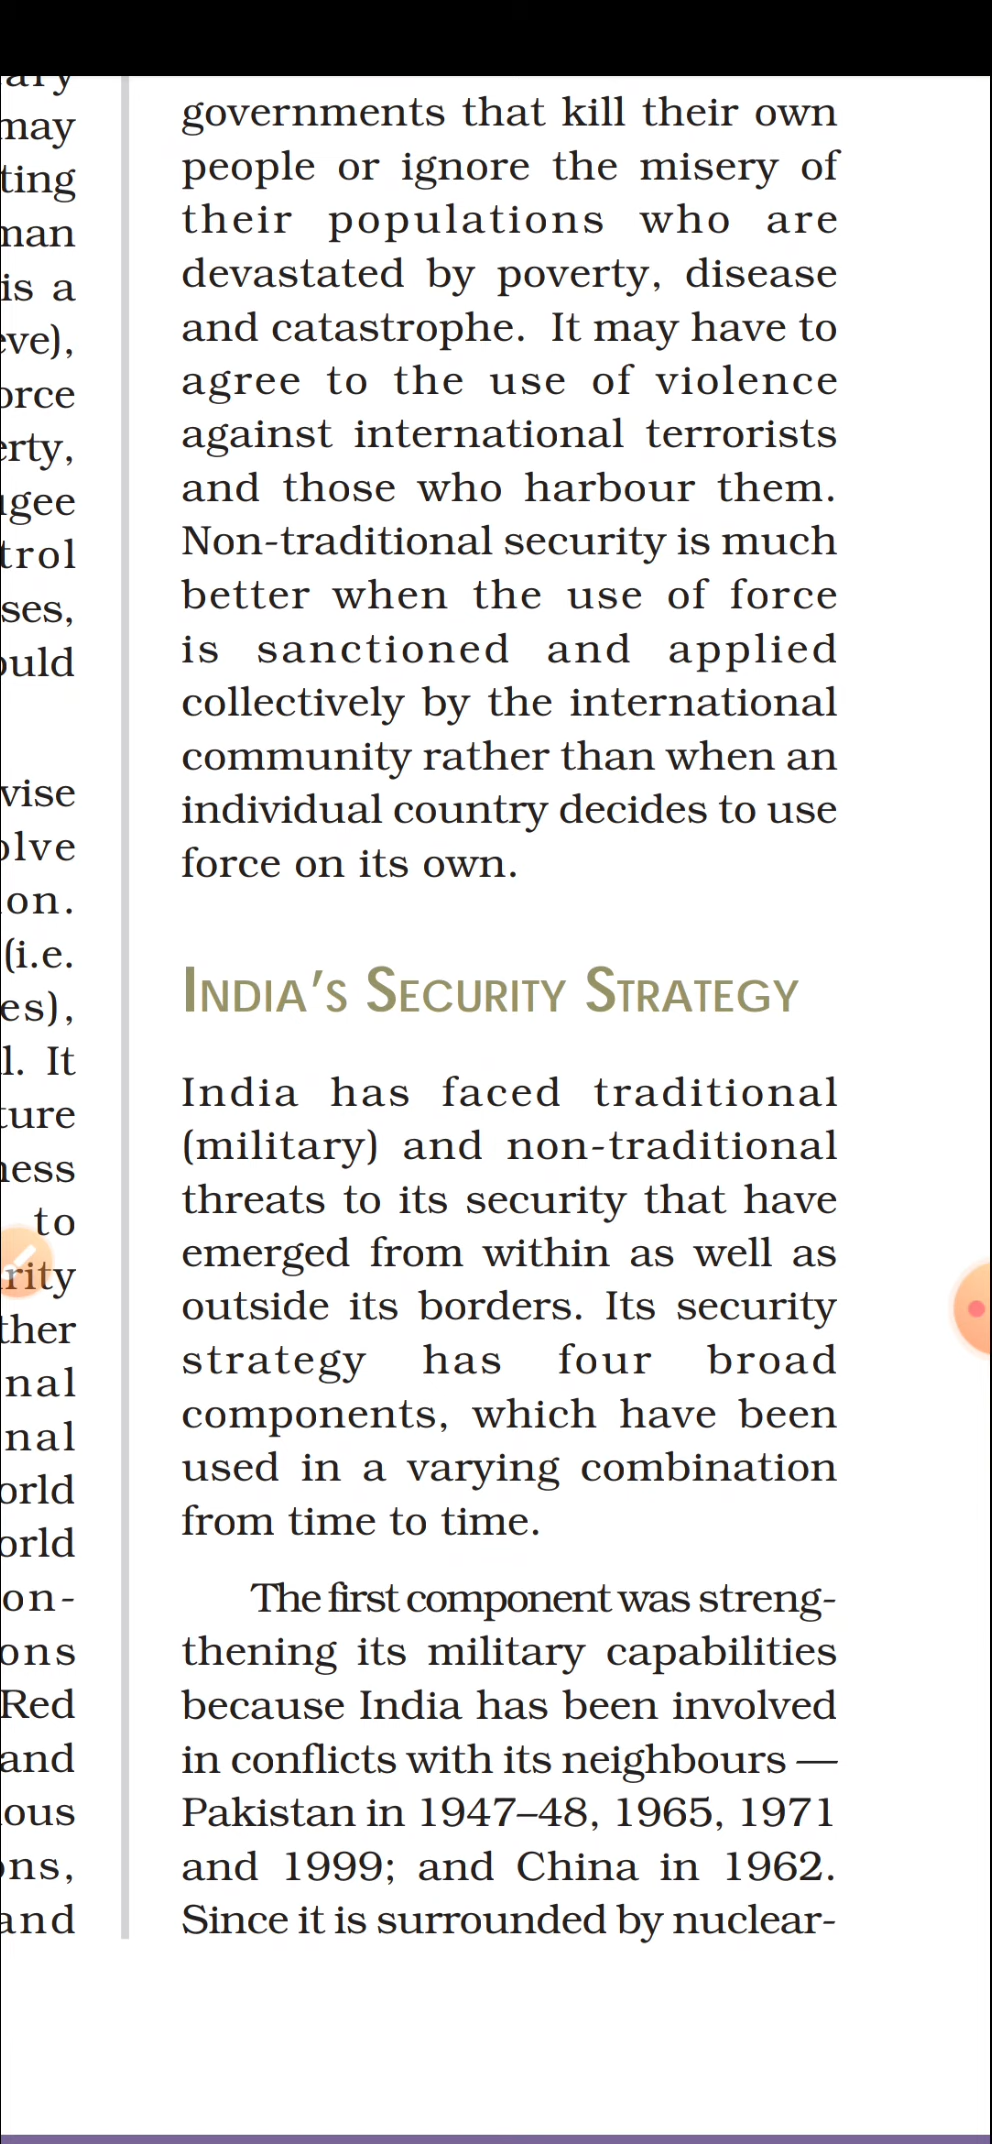 may
ting
is a
governments that kill their own
people or ignore the misery of
their populations who are
devastated by poverty, disease
and catastrophe. It may have to
agree to the use of violence
against international terrorists
and those who harbour them.
Non-traditional security is much
better when the use of force
is sanctioned and applied
collectively by the international
community rather than when an
individual country decides to use
force on its own.
INDIA'S SECURITY STRATEGY
India has faced traditional
(military) and non-traditional
threats to its security that have
emerged from within as well as
outside its borders. Its security
strategy has four broad
components, which have been
used in a varying combination
from time to time.
The first component was streng-
thening its military capabilities
because India has been involved
in conflicts with its neighbours —
Pakistan in 1947–48, 1965, 1971
and 1999; and China in 1962.
Since it is surrounded by nuclear-